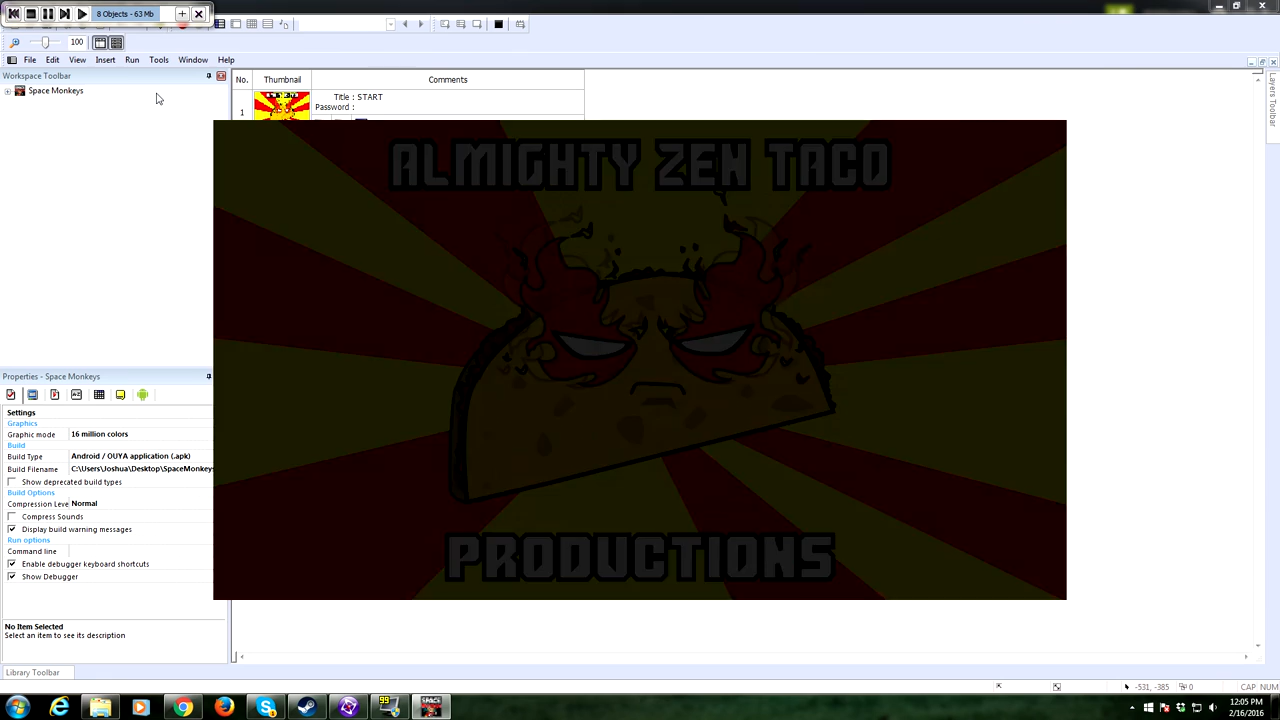 8 Objects - 63 Mb
100
File Edit View Insert Run Tools Window Help
Workspace Toolbar
Space Monkeys
No. Thumbnail Comments
1
Title : START
Password :
Layers Toolbar
ALMIGHTY ZEN TACO
PRODUCTIONS
Properties - Space Monkeys
Settings
Graphics
Graphic mode 16 million colors
Build
Build Type Android / OUYA application (.apk)
Build Filename C:\Users\Joshua\Desktop\SpaceMonkeys
Show deprecated build types
Build Options
Compression Leve Normal
Compress Sounds
Display build warning messages
Run options
Command line
Enable debugger keyboard shortcuts
Show Debugger
No Item Selected
Select an item to see its description
Library Toolbar
-531, -385 0 CAP NUM
99
SPACE
12:05 PM
2/16/2016